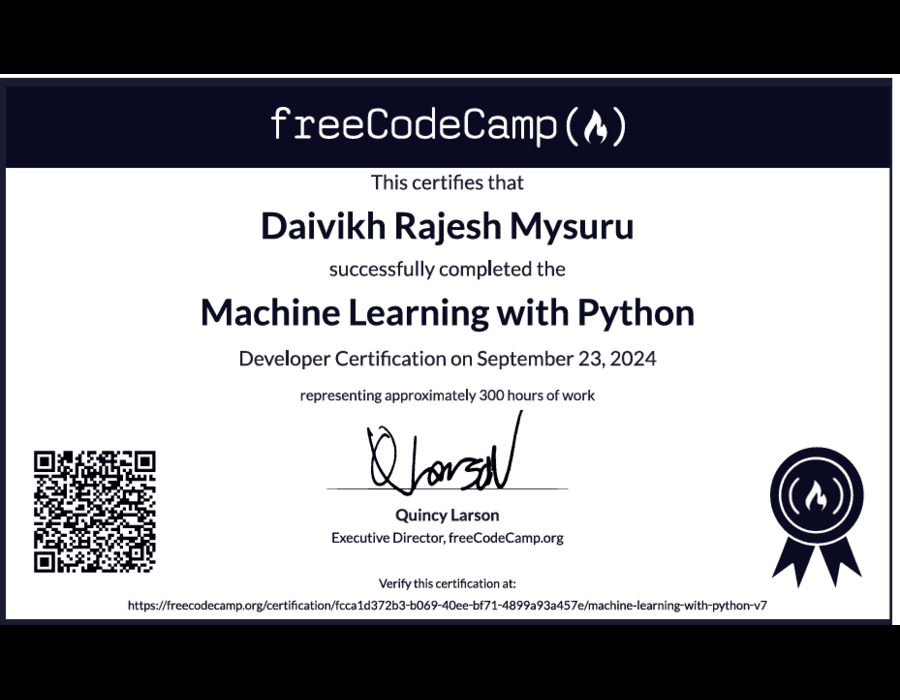 freeCodeCamp
This certifies that
Daivikh Rajesh Mysuru
successfully completed the
Machine Learning with Python
Developer Certification on September 23, 2024
representing approximately 300 hours of work
Q Larson
Quincy Larson
Executive Director, freeCodeCamp.org
Verify this certification at:
https://freecodecamp.org/certification/fcca1d372b3-b069-40ee-bf71-4899a93a457e/machine-learning-with-python-v7